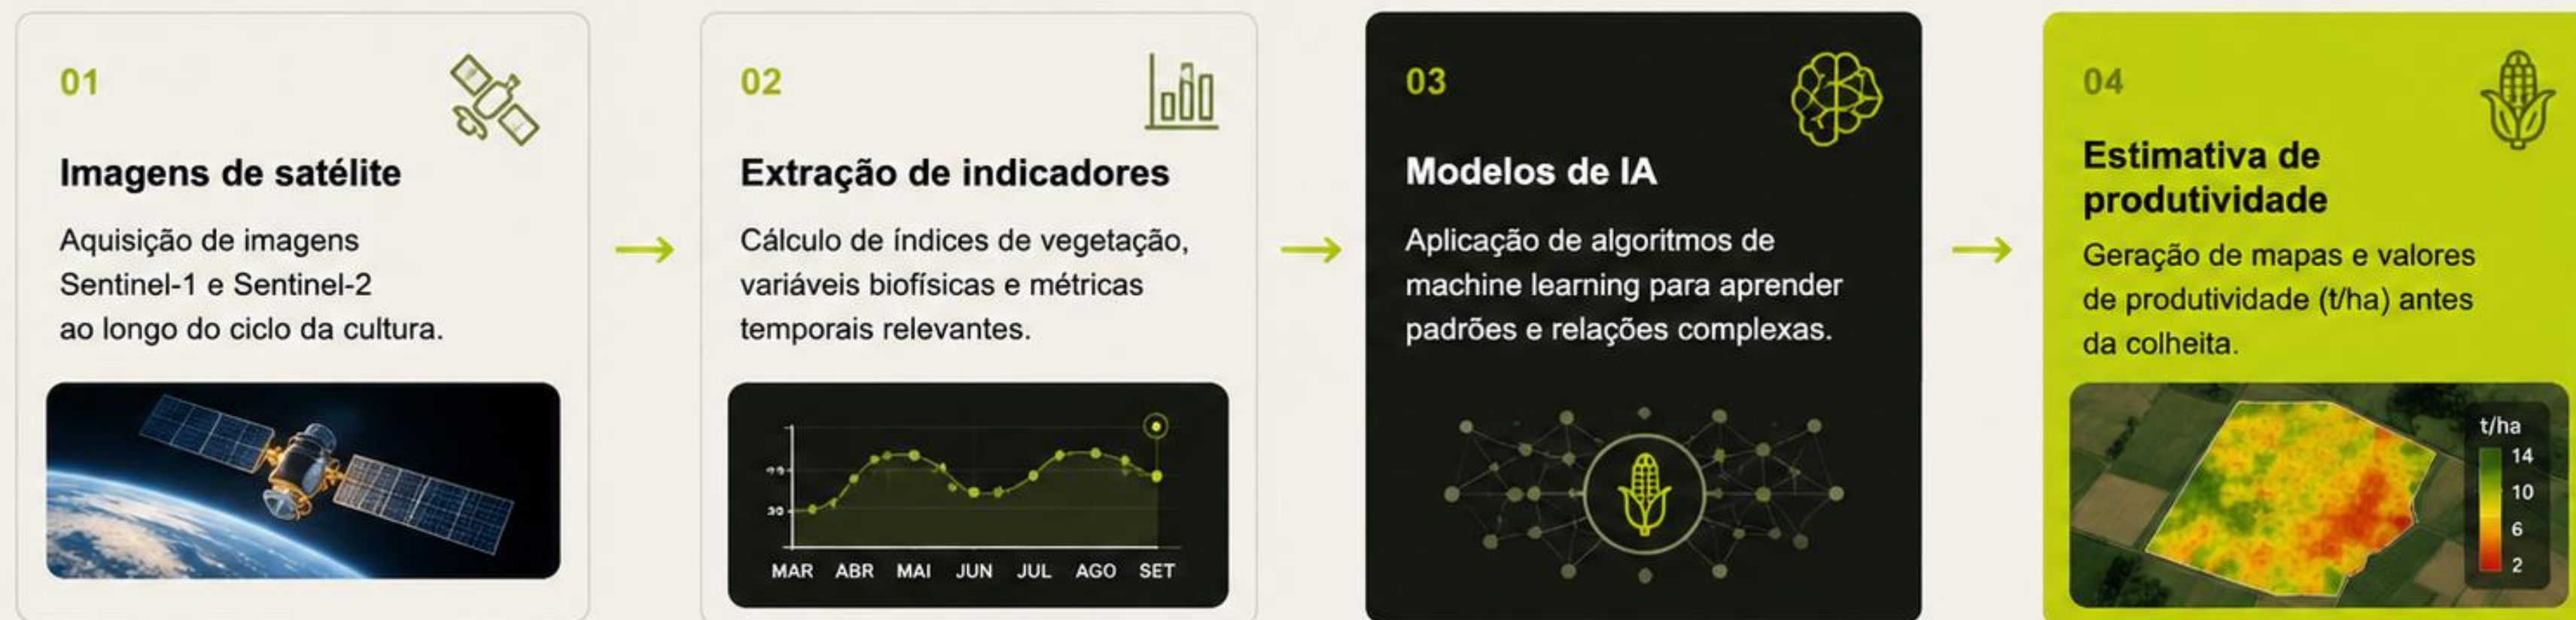 01
Imagens de satélite
Aquisição de imagens
Sentinel-1 e Sentinel-2
ao longo do ciclo da cultura.
02
Extração de indicadores
Cálculo de índices de vegetação,
variáveis biofísicas e métricas
temporais relevantes.
MAR ABR MAI JUN JUL AGO SET
03
Modelos de IA
Aplicação de algoritmos de
machine learning para aprender
padrões e relações complexas.
04
Estimativa de
produtividade
Geração de mapas e valores
de produtividade (t/ha) antes
da colheita.
t/ha
14
10
6
2